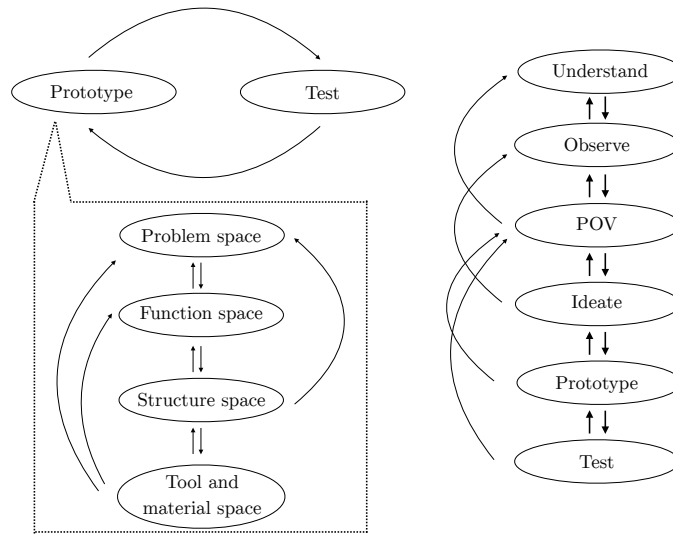 Prototype
Test
Problem space
Function space
Structure space
Tool and
material space
Understand
Observe
POV
Ideate
Prototype
Test